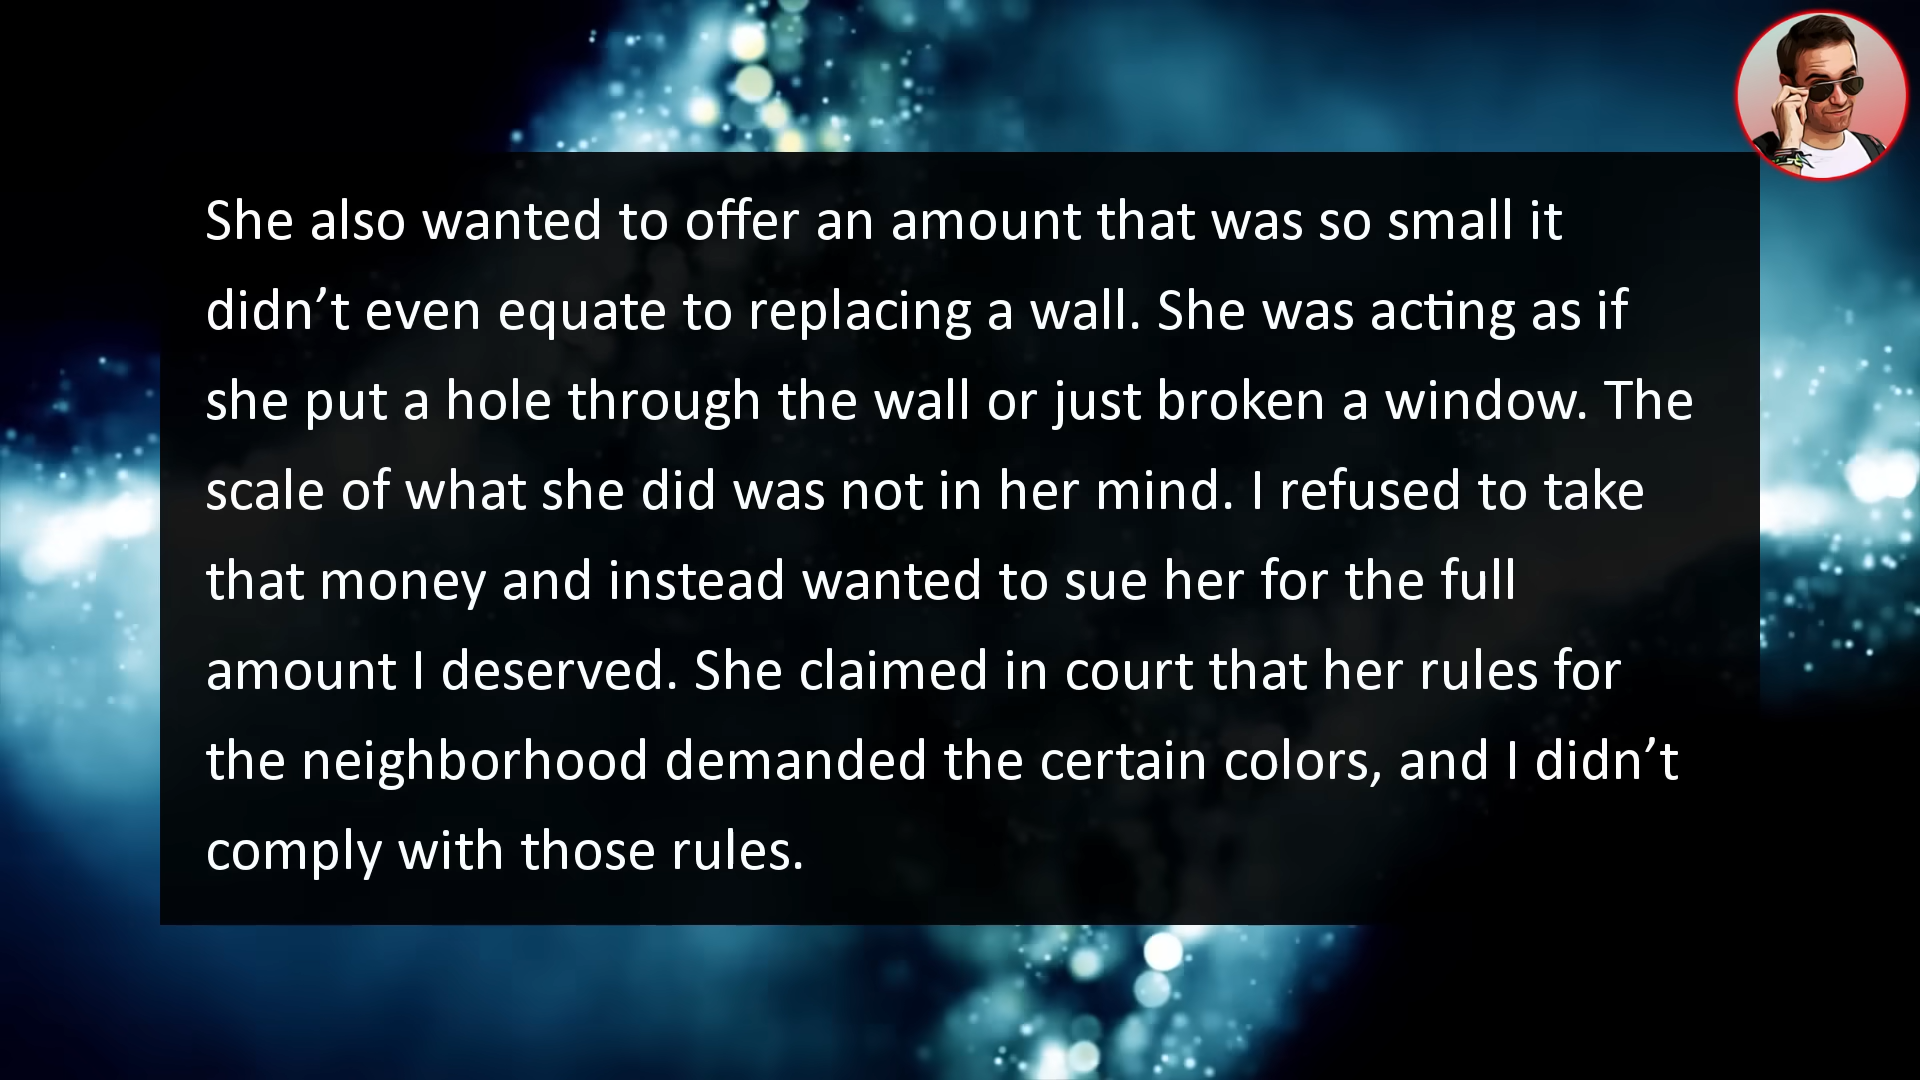 She also wanted to offer an amount that was so small it
didn’t even equate to replacing a wall. She was acting as if
she put a hole through the wall or just broken a window. The
scale of what she did was not in her mind. I refused to take
that money and instead wanted to sue her for the full
amount I deserved. She claimed in court that her rules for
the neighborhood demanded the certain colors, and I didn’t
comply with those rules.